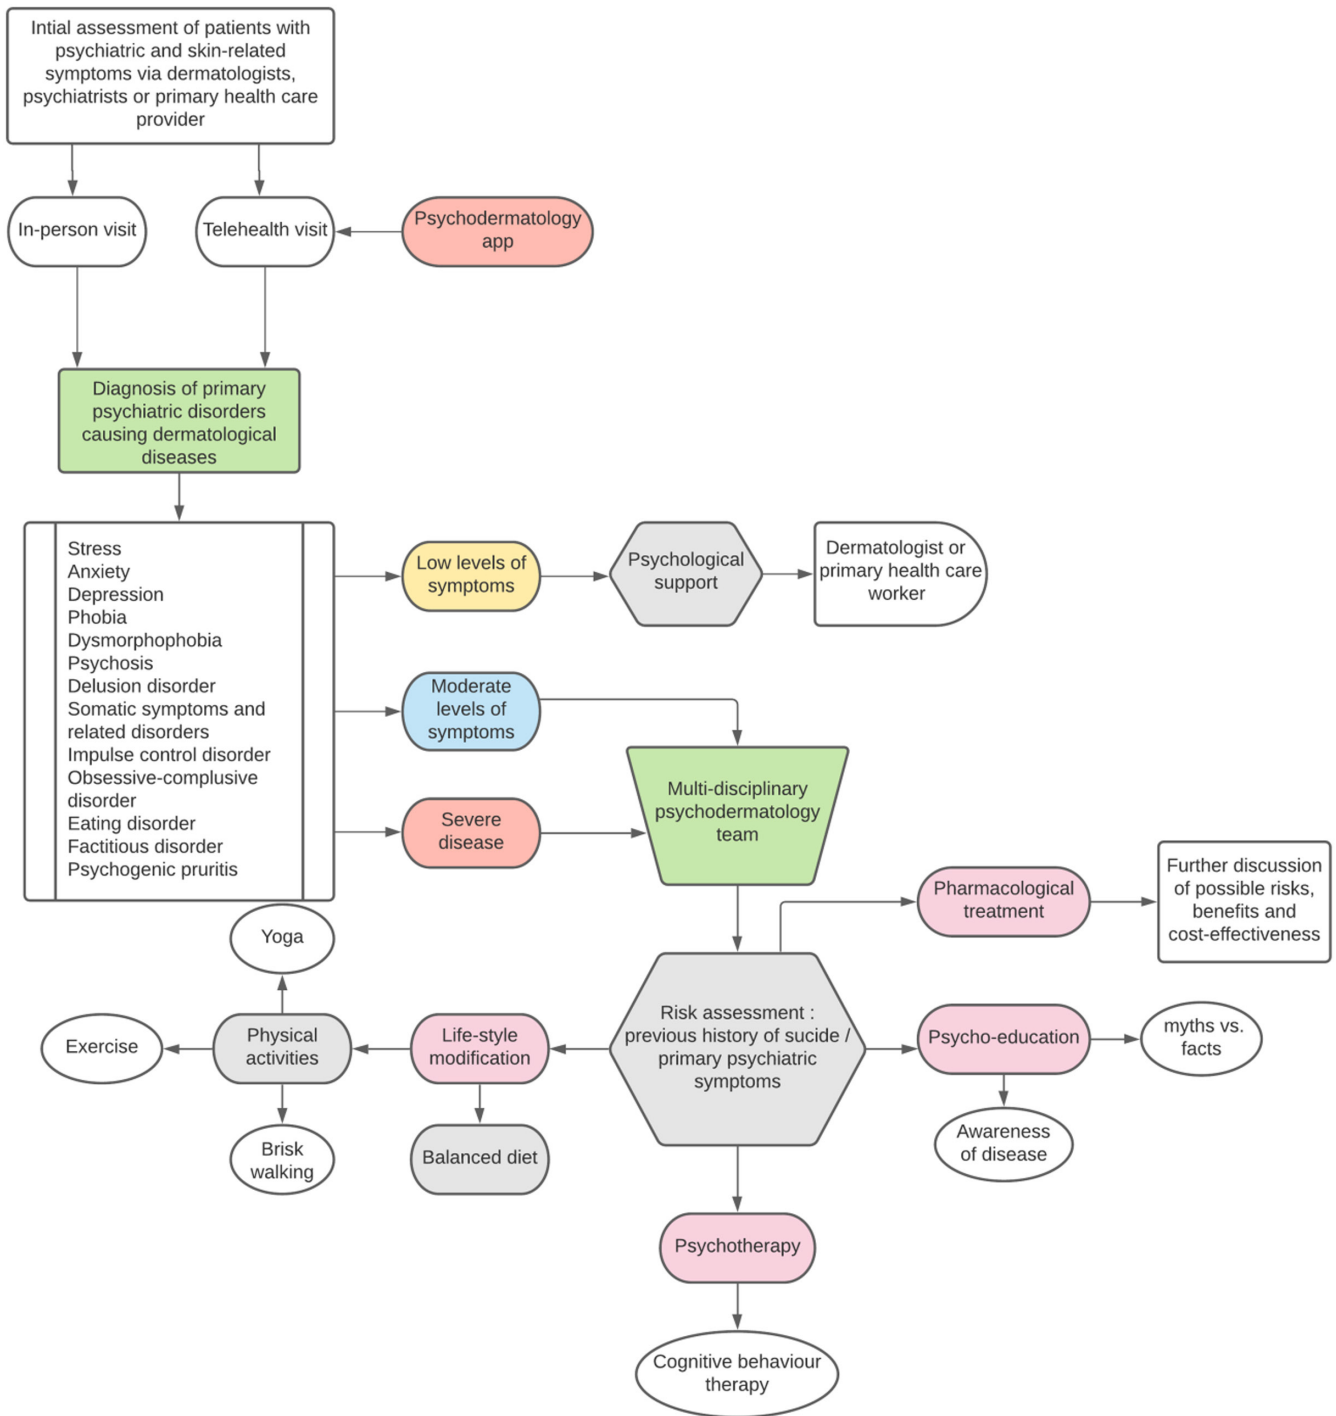 Intial assessment of patients with
psychiatric and skin-related
symptoms via dermatologists,
psychiatrists or primary health care
provider
In-person visit
Telehealth visit
Psychodermatology
app
Diagnosis of primary
psychiatric disorders
causing dermatological
diseases
Stress
Anxiety
Depression
Phobia
Dysmorphophobia
Psychosis
Delusion disorder
Somatic symptoms and
related disorders
Impulse control disorder
Obsessive-complusive
disorder
Eating disorder
Factitious disorder
Psychogenic pruritis
Low levels of
symptoms
Psychological
support
Dermatologist or
primary health care
worker
Moderate
levels of
symptoms
Severe
disease
Multi-disciplinary
psychodermatology
team
Pharmacological
treatment
Further discussion
of possible risks,
benefits and
cost-effectiveness
Risk assessment :
previous history of sucide /
primary psychiatric
symptoms
Psycho-education
myths vs.
facts
Awareness
of disease
Life-style
modification
Balanced diet
Physical
activities
Yoga
Exercise
Brisk
walking
Psychotherapy
Cognitive behaviour
therapy